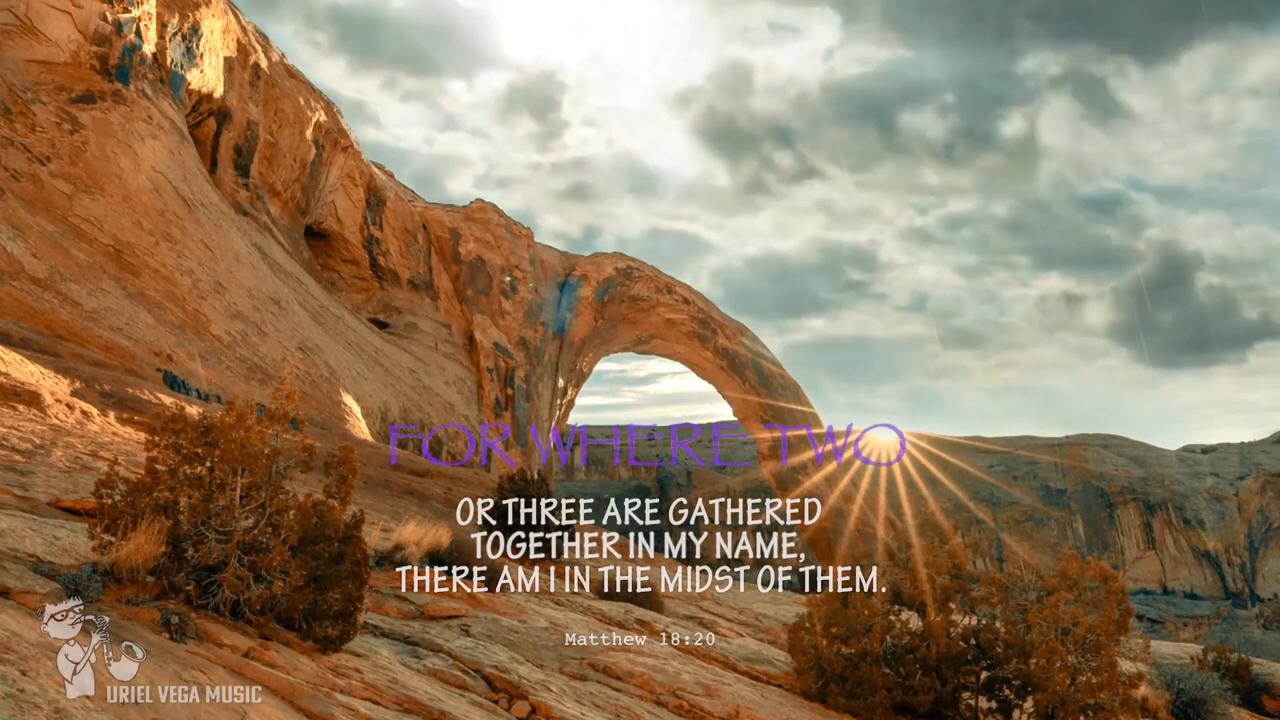 FOR WHERE TWO
OR THREE ARE GATHERED
TOGETHER IN MY NAME,
THERE AM I IN THE MIDST OF THEM.
Matthew 18:20
URIEL VEGA MUSIC